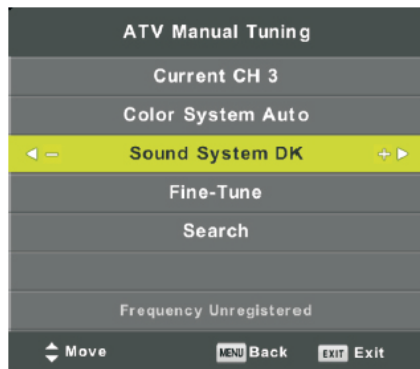 ATV Manual Tuning
Current CH 3
Color System Auto
Sound System DK
Fine-Tune
Search
Frequency Unregistered
Move MENU Back EXIT Exit